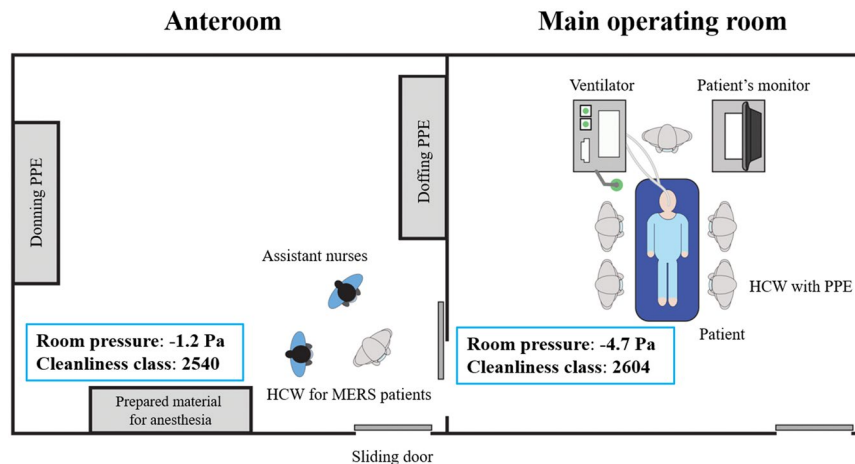 Anteroom
Main operating room
Ventilator
Patient’s monitor
Donning PPE
Doffing PPE
Assistant nurses
HCW with PPE
Patient
Room pressure: -1.2 Pa
Cleanliness class: 2540
Room pressure: -4.7 Pa
Cleanliness class: 2604
HCW for MERS patients
Prepared material
for anesthesia
Sliding door